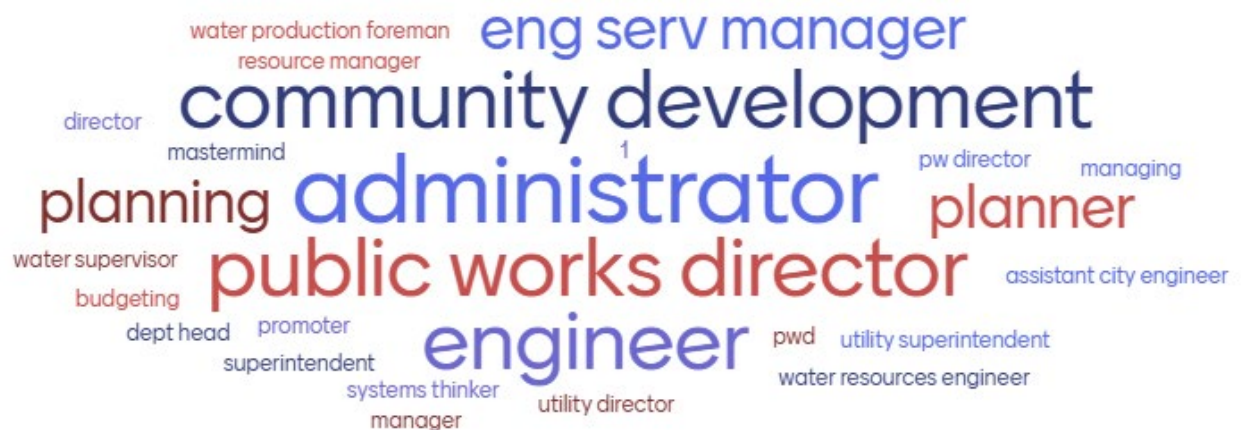 water production foreman
eng serv manager
resource manager
community development
director
mastermind
1
pw director
managing
planning
administrator
planner
water supervisor
public works director
assistant city engineer
budgeting
dept head
promoter
engineer
pwd
utility superintendent
superintendent
water resources engineer
systems thinker
utility director
manager